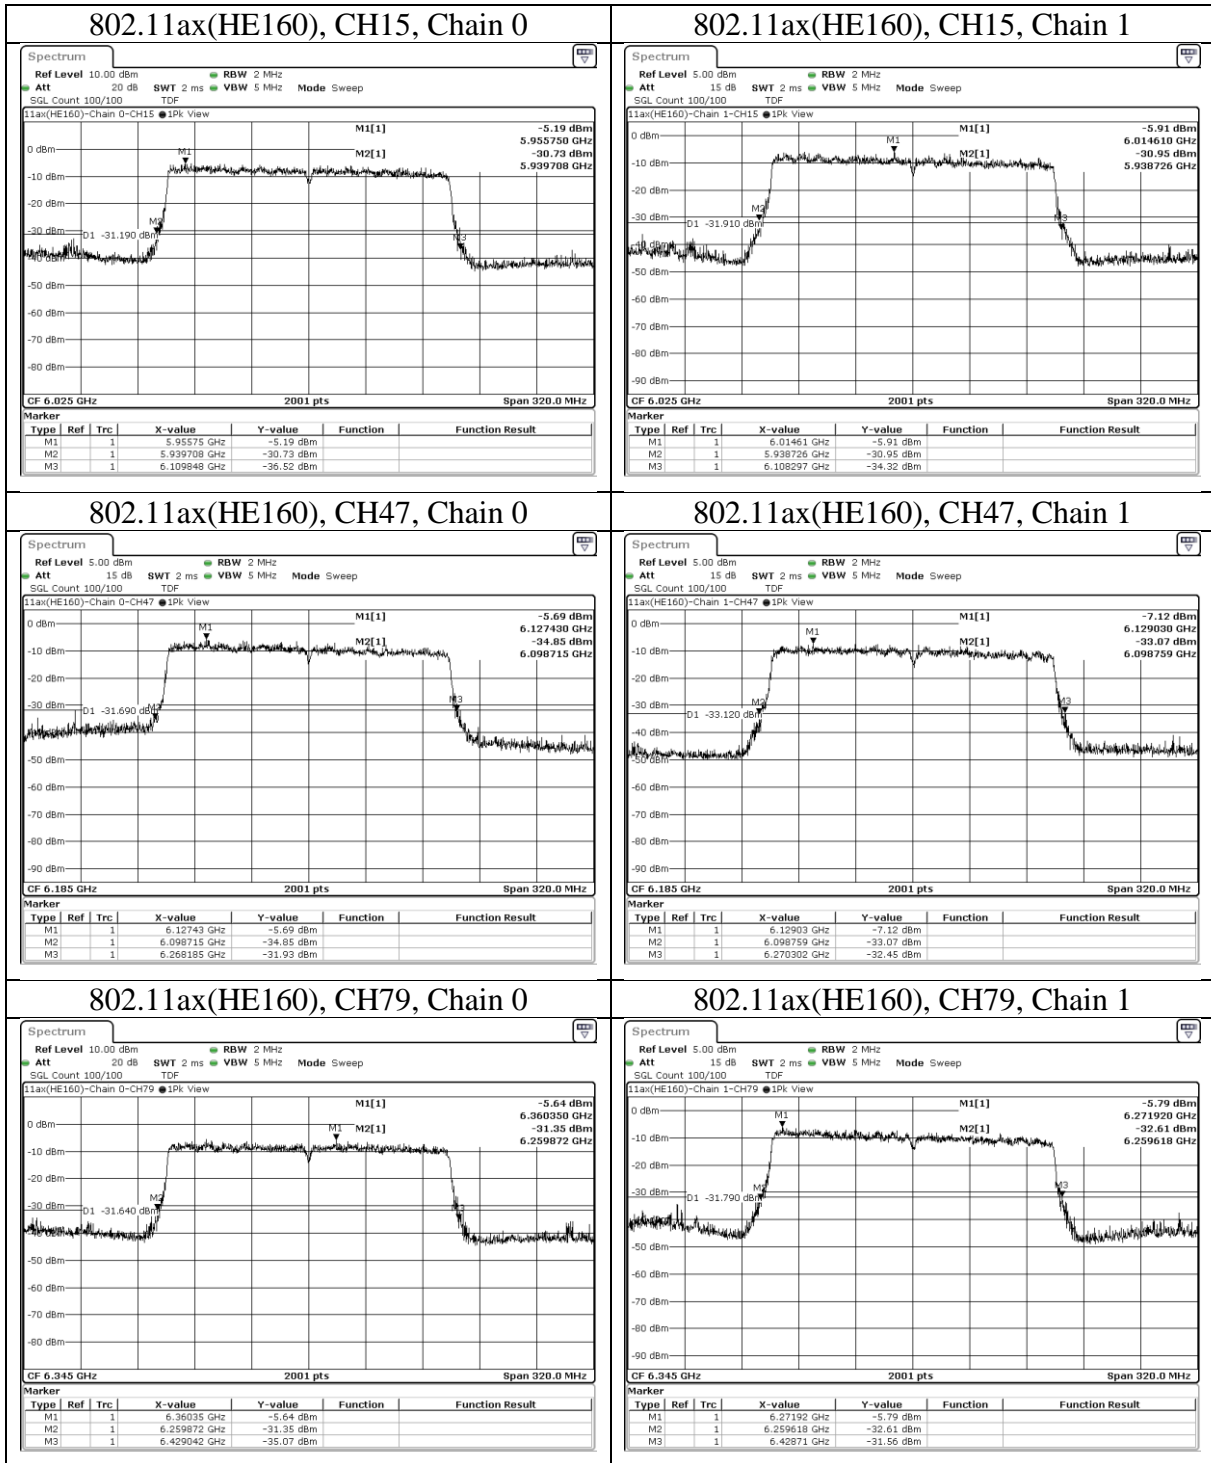 802.11ax(HE160), CH15, Chain 0
Spectrum
Ref Level 10.00 dBm RBW 2 MHz
Att 20 dB SWT 2 ms VBW 5 MHz Mode Sweep
SGL Count 100/100 TDF
11ax(HE160)-Chain 0-CH15 1Pk View
M1[1] -5.19 dBm
5.955750 GHz
M2[1] -30.73 dBm
5.939708 GHz
M1
0 dBm
-10 dBm
-20 dBm
M2
-30 dBm
D1 -31.190 dBm
M3
-40 dBm
-50 dBm
-60 dBm
-70 dBm
-80 dBm
CF 6.025 GHz 2001 pts Span 320.0 MHz
Marker
Type Ref Trc X-value Y-value Function Function Result
M1 1 5.95575 GHz -5.19 dBm
M2 1 5.939708 GHz -30.73 dBm
M3 1 6.109848 GHz -36.52 dBm
802.11ax(HE160), CH15, Chain 1
Spectrum
Ref Level 5.00 dBm RBW 2 MHz
Att 15 dB SWT 2 ms VBW 5 MHz Mode Sweep
SGL Count 100/100 TDF
11ax(HE160)-Chain 1-CH15 1Pk View
M1[1] -5.91 dBm
6.014610 GHz
M2[1] -30.95 dBm
5.938726 GHz
0 dBm
M1
-10 dBm
-20 dBm
M2
-30 dBm
M3
D1 -31.910 dBm
-40 dBm
-50 dBm
-60 dBm
-70 dBm
-80 dBm
-90 dBm
CF 6.025 GHz 2001 pts Span 320.0 MHz
Marker
Type Ref Trc X-value Y-value Function Function Result
M1 1 6.01461 GHz -5.91 dBm
M2 1 5.938726 GHz -30.95 dBm
M3 1 6.108297 GHz -34.32 dBm
802.11ax(HE160), CH47, Chain 0
Spectrum
Ref Level 5.00 dBm RBW 2 MHz
Att 15 dB SWT 2 ms VBW 5 MHz Mode Sweep
SGL Count 100/100 TDF
11ax(HE160)-Chain 0-CH47 1Pk View
M1[1] -5.69 dBm
6.127430 GHz
M2[1] -34.85 dBm
6.098715 GHz
0 dBm
M1
-10 dBm
-20 dBm
-30 dBm
M3
D1 -31.690 dBm
M2
-40 dBm
-50 dBm
-60 dBm
-70 dBm
-80 dBm
-90 dBm
CF 6.185 GHz 2001 pts Span 320.0 MHz
Marker
Type Ref Trc X-value Y-value Function Function Result
M1 1 6.12743 GHz -5.69 dBm
M2 1 6.098715 GHz -34.85 dBm
M3 1 6.268185 GHz -31.93 dBm
802.11ax(HE160), CH47, Chain 1
Spectrum
Ref Level 5.00 dBm RBW 2 MHz
Att 15 dB SWT 2 ms VBW 5 MHz Mode Sweep
SGL Count 100/100 TDF
11ax(HE160)-Chain 1-CH47 1Pk View
M1[1] -7.12 dBm
6.129030 GHz
M2[1] -33.07 dBm
6.098759 GHz
0 dBm
M1
-10 dBm
-20 dBm
-30 dBm
M2
M3
D1 -33.120 dBm
-40 dBm
-50 dBm
-60 dBm
-70 dBm
-80 dBm
-90 dBm
CF 6.185 GHz 2001 pts Span 320.0 MHz
Marker
Type Ref Trc X-value Y-value Function Function Result
M1 1 6.12903 GHz -7.12 dBm
M2 1 6.098759 GHz -33.07 dBm
M3 1 6.270302 GHz -32.45 dBm
802.11ax(HE160), CH79, Chain 0
Spectrum
Ref Level 10.00 dBm RBW 2 MHz
Att 20 dB SWT 2 ms VBW 5 MHz Mode Sweep
SGL Count 100/100 TDF
11ax(HE160)-Chain 0-CH79 1Pk View
M1[1] -5.64 dBm
6.360350 GHz
M2[1] -31.35 dBm
6.259872 GHz
0 dBm
M1
-10 dBm
-20 dBm
M2
-30 dBm
D1 -31.640 dBm
M3
-40 dBm
-50 dBm
-60 dBm
-70 dBm
-80 dBm
CF 6.345 GHz 2001 pts Span 320.0 MHz
Marker
Type Ref Trc X-value Y-value Function Function Result
M1 1 6.36035 GHz -5.64 dBm
M2 1 6.259872 GHz -31.35 dBm
M3 1 6.429042 GHz -35.07 dBm
802.11ax(HE160), CH79, Chain 1
Spectrum
Ref Level 5.00 dBm RBW 2 MHz
Att 15 dB SWT 2 ms VBW 5 MHz Mode Sweep
SGL Count 100/100 TDF
11ax(HE160)-Chain 1-CH79 1Pk View
M1[1] -5.79 dBm
6.271920 GHz
M2[1] -32.61 dBm
6.259618 GHz
0 dBm
M1
-10 dBm
-20 dBm
-30 dBm
M2
M3
D1 -31.790 dBm
-40 dBm
-50 dBm
-60 dBm
-70 dBm
-80 dBm
-90 dBm
CF 6.345 GHz 2001 pts Span 320.0 MHz
Marker
Type Ref Trc X-value Y-value Function Function Result
M1 1 6.27192 GHz -5.79 dBm
M2 1 6.259618 GHz -32.61 dBm
M3 1 6.42871 GHz -31.56 dBm